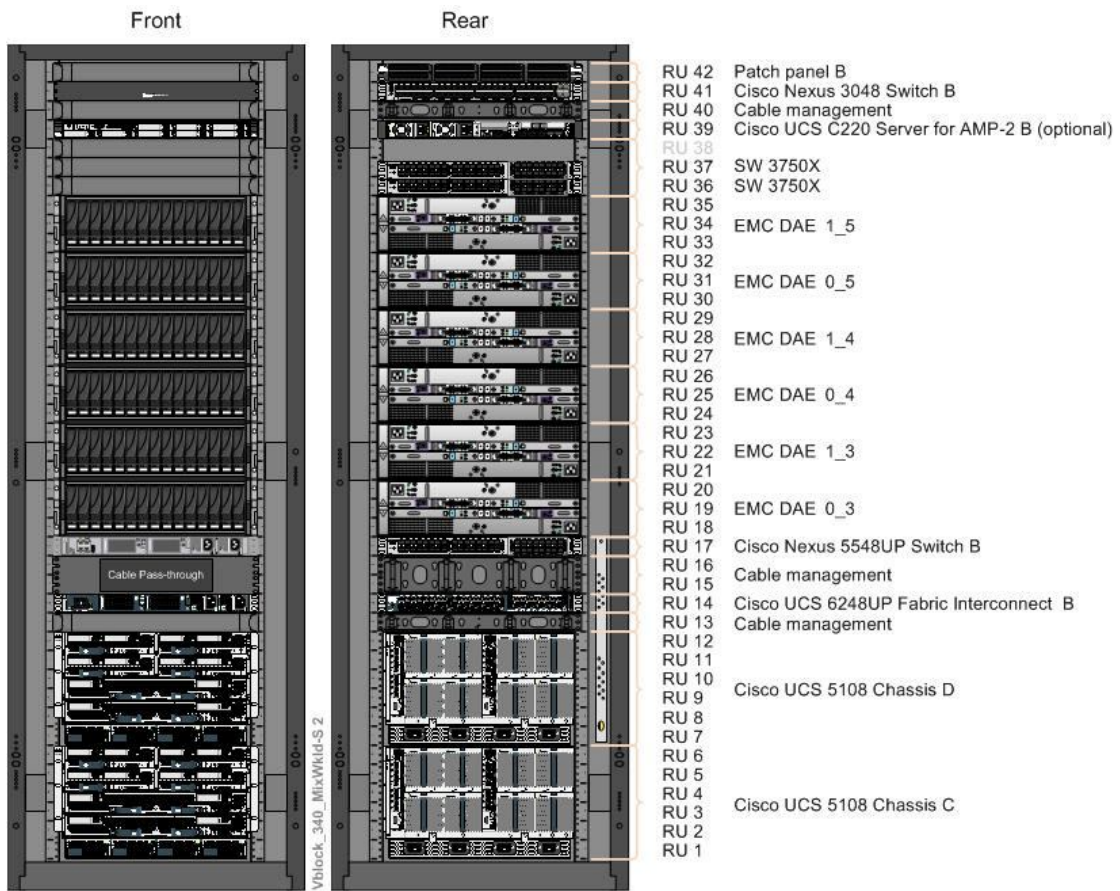 Front
Rear
RU 42 Patch panel B
RU 41 Cisco Nexus 3048 Switch B
RU 40 Cable management
RU 39 Cisco UCS C220 Server for AMP-2 B (optional)
RU 38
RU 37 SW 3750X
RU 36 SW 3750X
RU 35
RU 34 EMC DAE 1_5
RU 33
RU 32
RU 31 EMC DAE 0_5
RU 30
RU 29
RU 28 EMC DAE 1_4
RU 27
RU 26
RU 25 EMC DAE 0_4
RU 24
RU 23
RU 22 EMC DAE 1_3
RU 21
RU 20
RU 19 EMC DAE 0_3
RU 18
RU 17 Cisco Nexus 5548UP Switch B
RU 16
Cable management
RU 15
RU 14 Cisco UCS 6248UP Fabric Interconnect B
RU 13 Cable management
RU 12
RU 11
RU 10
Cisco UCS 5108 Chassis D
RU 9
RU 8
RU 7
RU 6
RU 5
RU 4
Cisco UCS 5108 Chassis C
RU 3
RU 2
RU 1
Cable Pass-through
Vblock_340_MixWkld-S 2